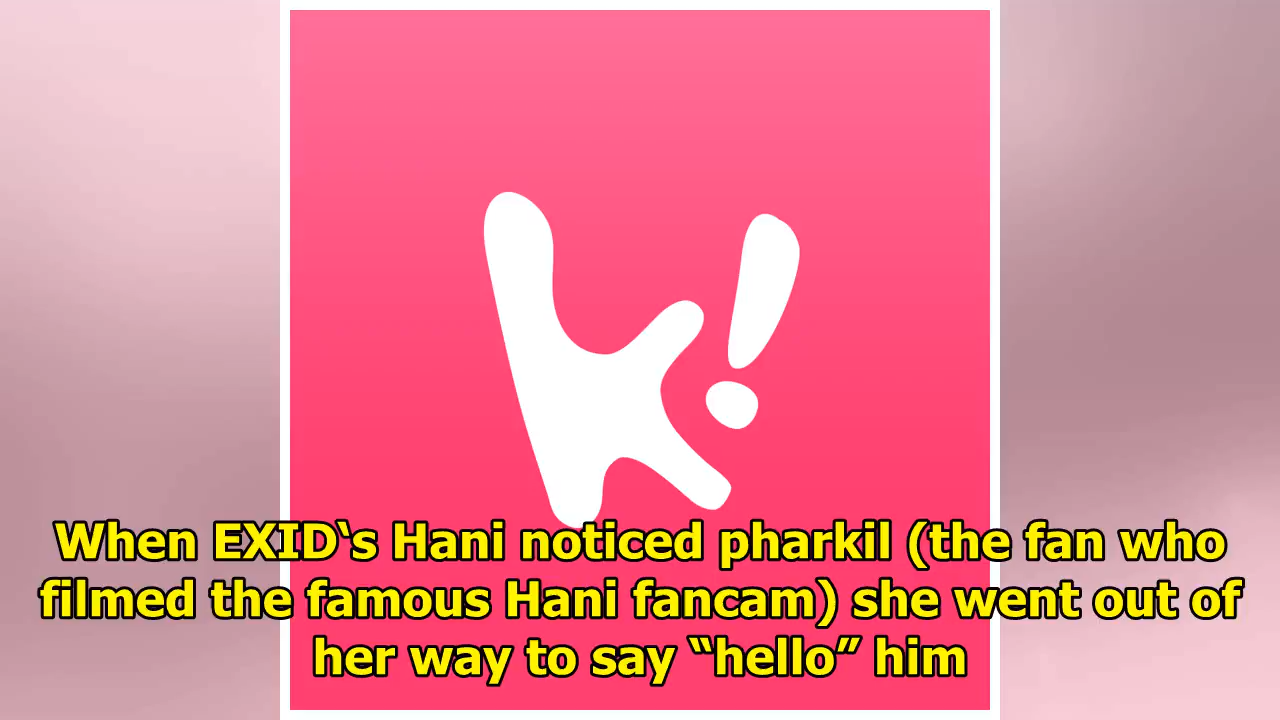 k!
When EXID‘s Hani noticed pharkil (the fan who
filmed the famous Hani fancam) she went out of
her way to say “hello” him